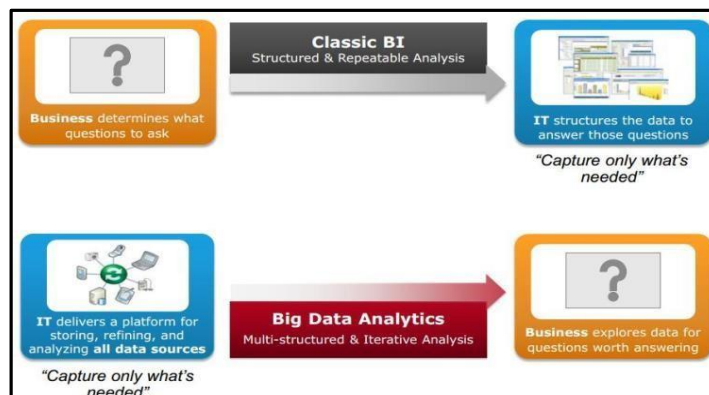 ?
Business determines what
questions to ask
Classic BI
Structured & Repeatable Analysis
IT structures the data to
answer those questions
“Capture only what’s
needed”
IT delivers a platform for
storing, refining, and
analyzing all data sources
“Capture only what’s
needed”
Big Data Analytics
Multi-structured & Iterative Analysis
?
Business explores data for
questions worth answering